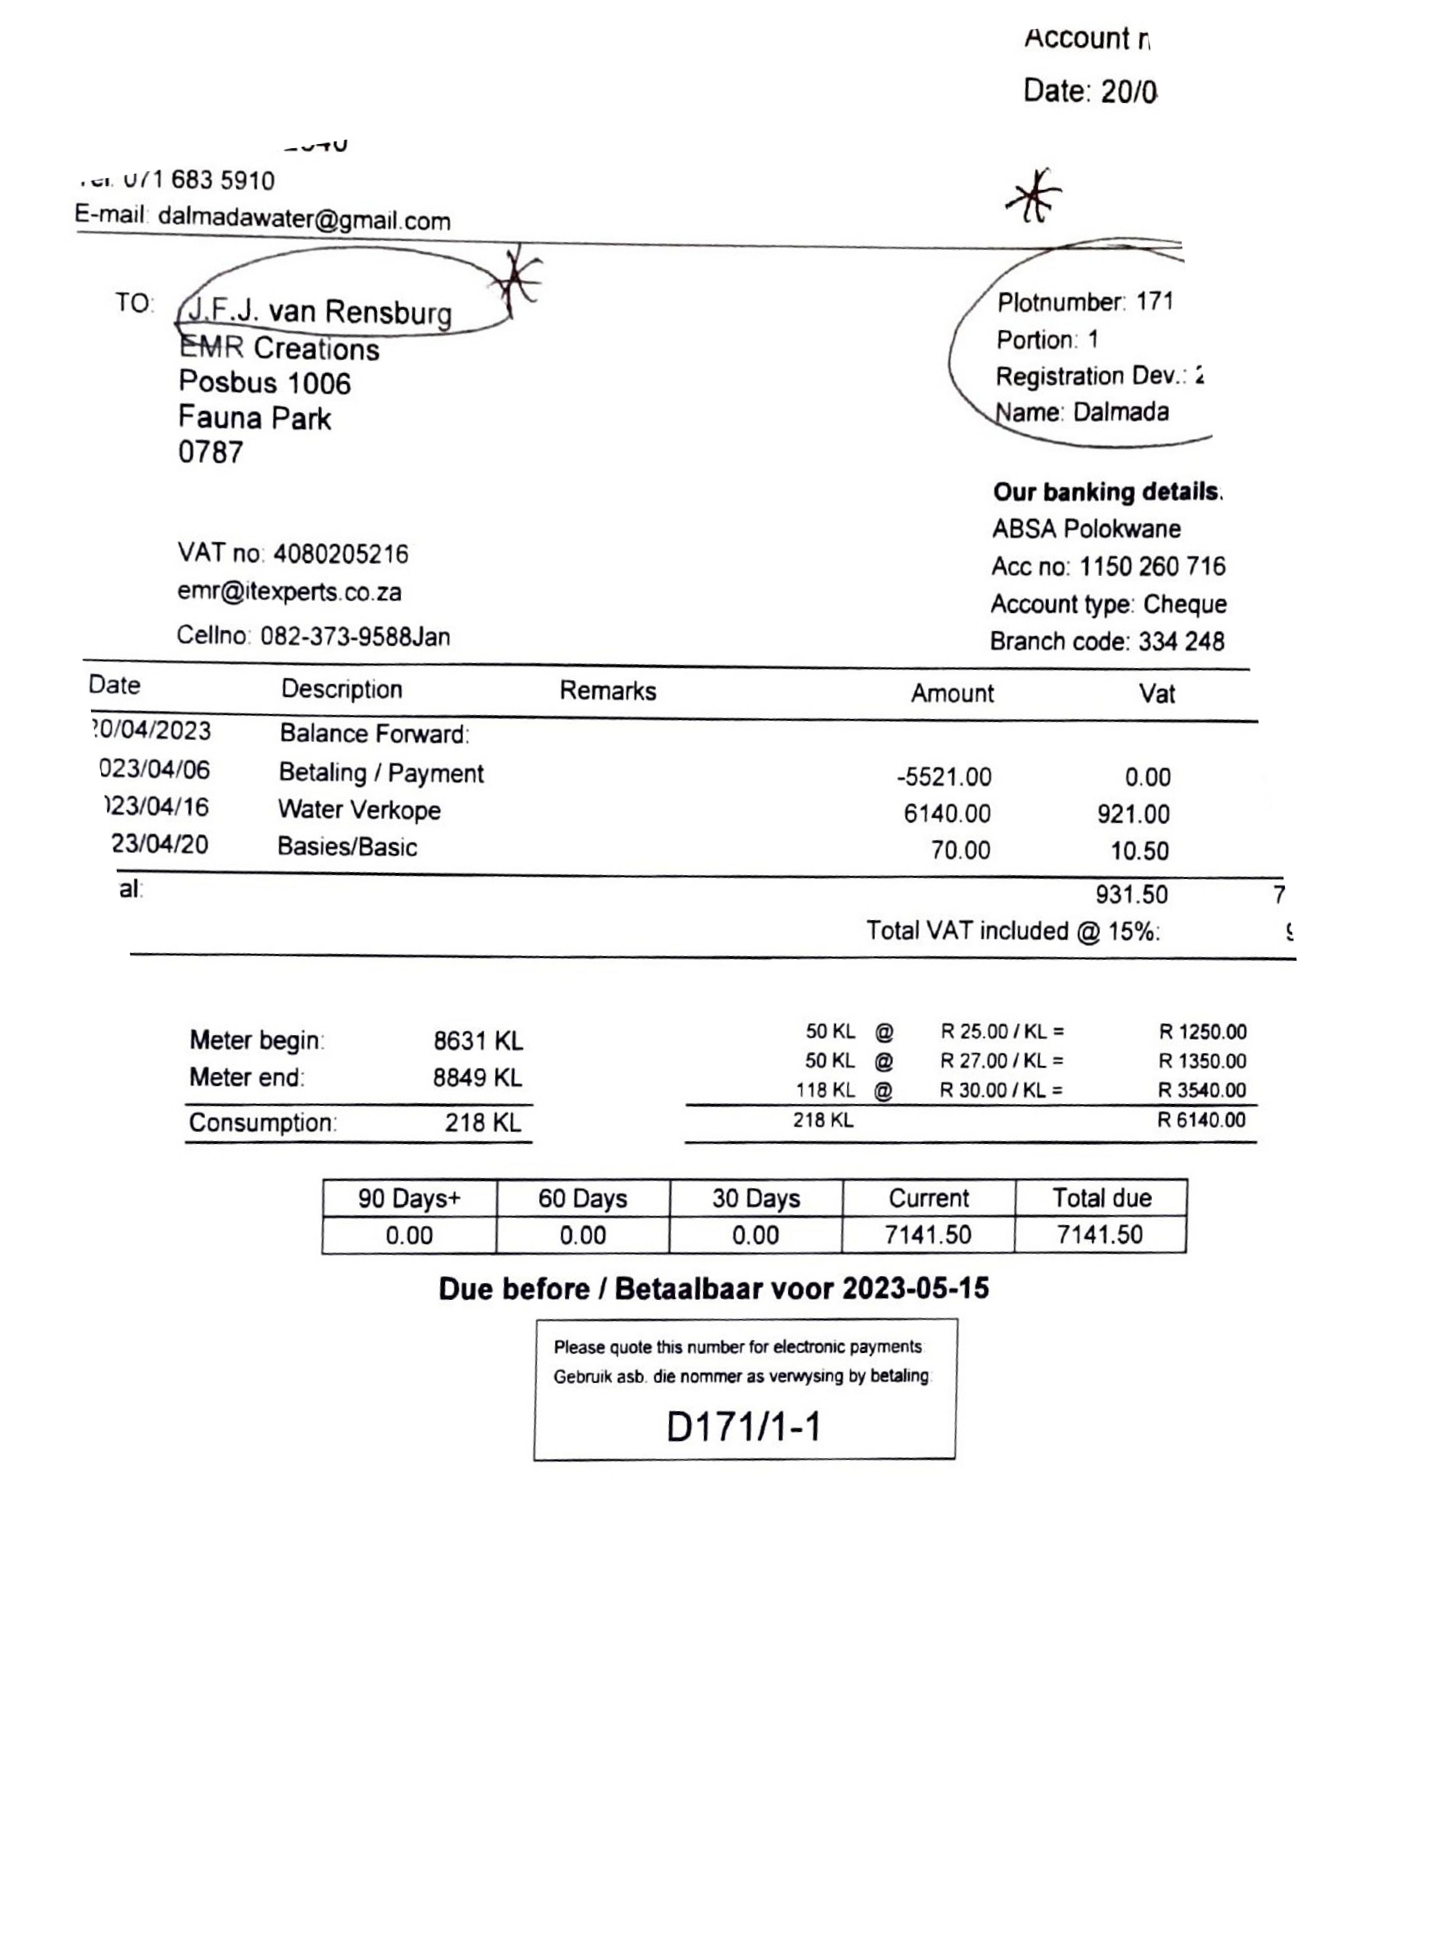 Account
Date: 20/0
071 683 5910
E-mail: dalmadawater@gmail.com
TO: J.F.J. van Rensburg
EMR Creations
Posbus 1006
Fauna Park
0787
Plotnumber: 171
Portion: 1
Registration Dev.:
Name: Dalmada
Our banking details.
ABSA Polokwane
Acc no: 1150 260 716
Account type: Cheque
Branch code: 334 248
VAT no: 4080205216
emr@itexperts.co.za
Cellno: 082-373-9588Jan
Date Description Remarks Amount Vat
0/04/2023 Balance Forward:
023/04/06 Betaling / Payment -5521.00 0.00
23/04/16 Water Verkope 6140.00 921.00
23/04/20 Basies/Basic 70.00 10.50
al: 931.50 7
Total VAT included @ 15%:
Meter begin: 8631 KL
Meter end: 8849 KL
Consumption: 218 KL
50 KL @ R 25.00 / KL = R 1250.00
50 KL @ R 27.00 / KL = R 1350.00
118 KL @ R 30.00 / KL = R 3540.00
218 KL R 6140.00
90 Days+ 60 Days 30 Days Current Total due
0.00 0.00 0.00 7141.50 7141.50
Due before / Betaalbaar voor 2023-05-15
Please quote this number for electronic payments:
Gebruik asb. die nommer as verwysing by betaling:
D171/1-1